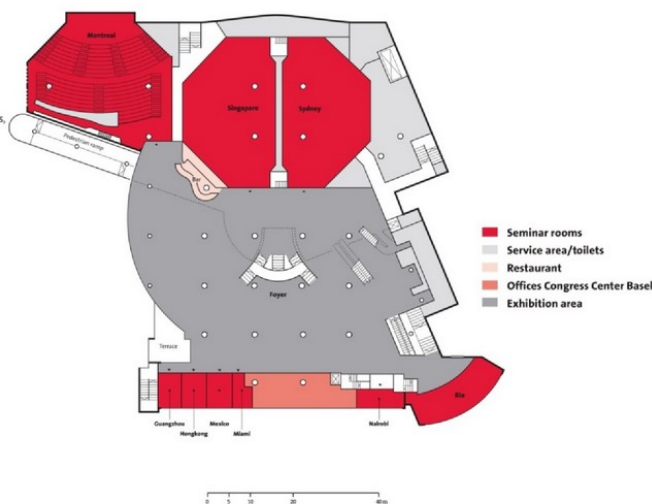 Montreal
Singapore
Sydney
Pedestrian ramp
Bar
Seminar rooms
Service area/toilets
Restaurant
Offices Congress Center Basel
Exhibition area
Foyer
Terrace
Rio
Guangzhou
Mexico
Nairobi
Hongkong
Miami
0 5 10 20 40m